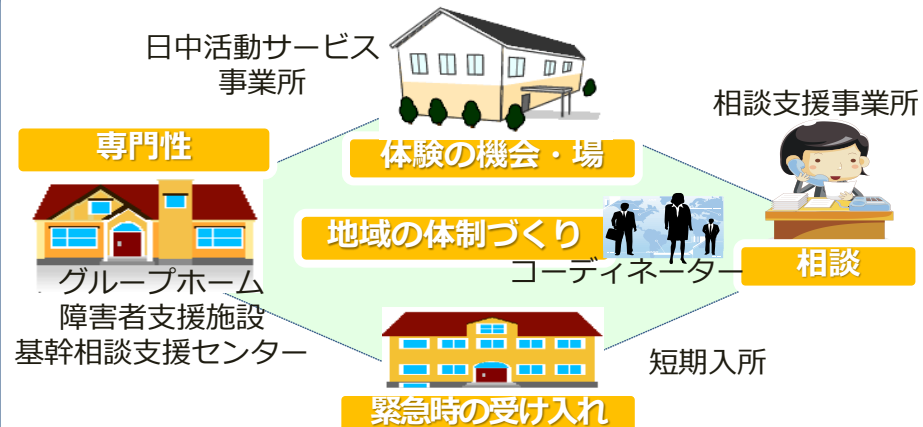 日中活動サービス
事業所
相談支援事業所
専門性
体験の機会・場
地域の体制づくり
コーディネーター
相談
グループホーム
障害者支援施設
基幹相談支援センター
短期入所
緊急時の受け入れ